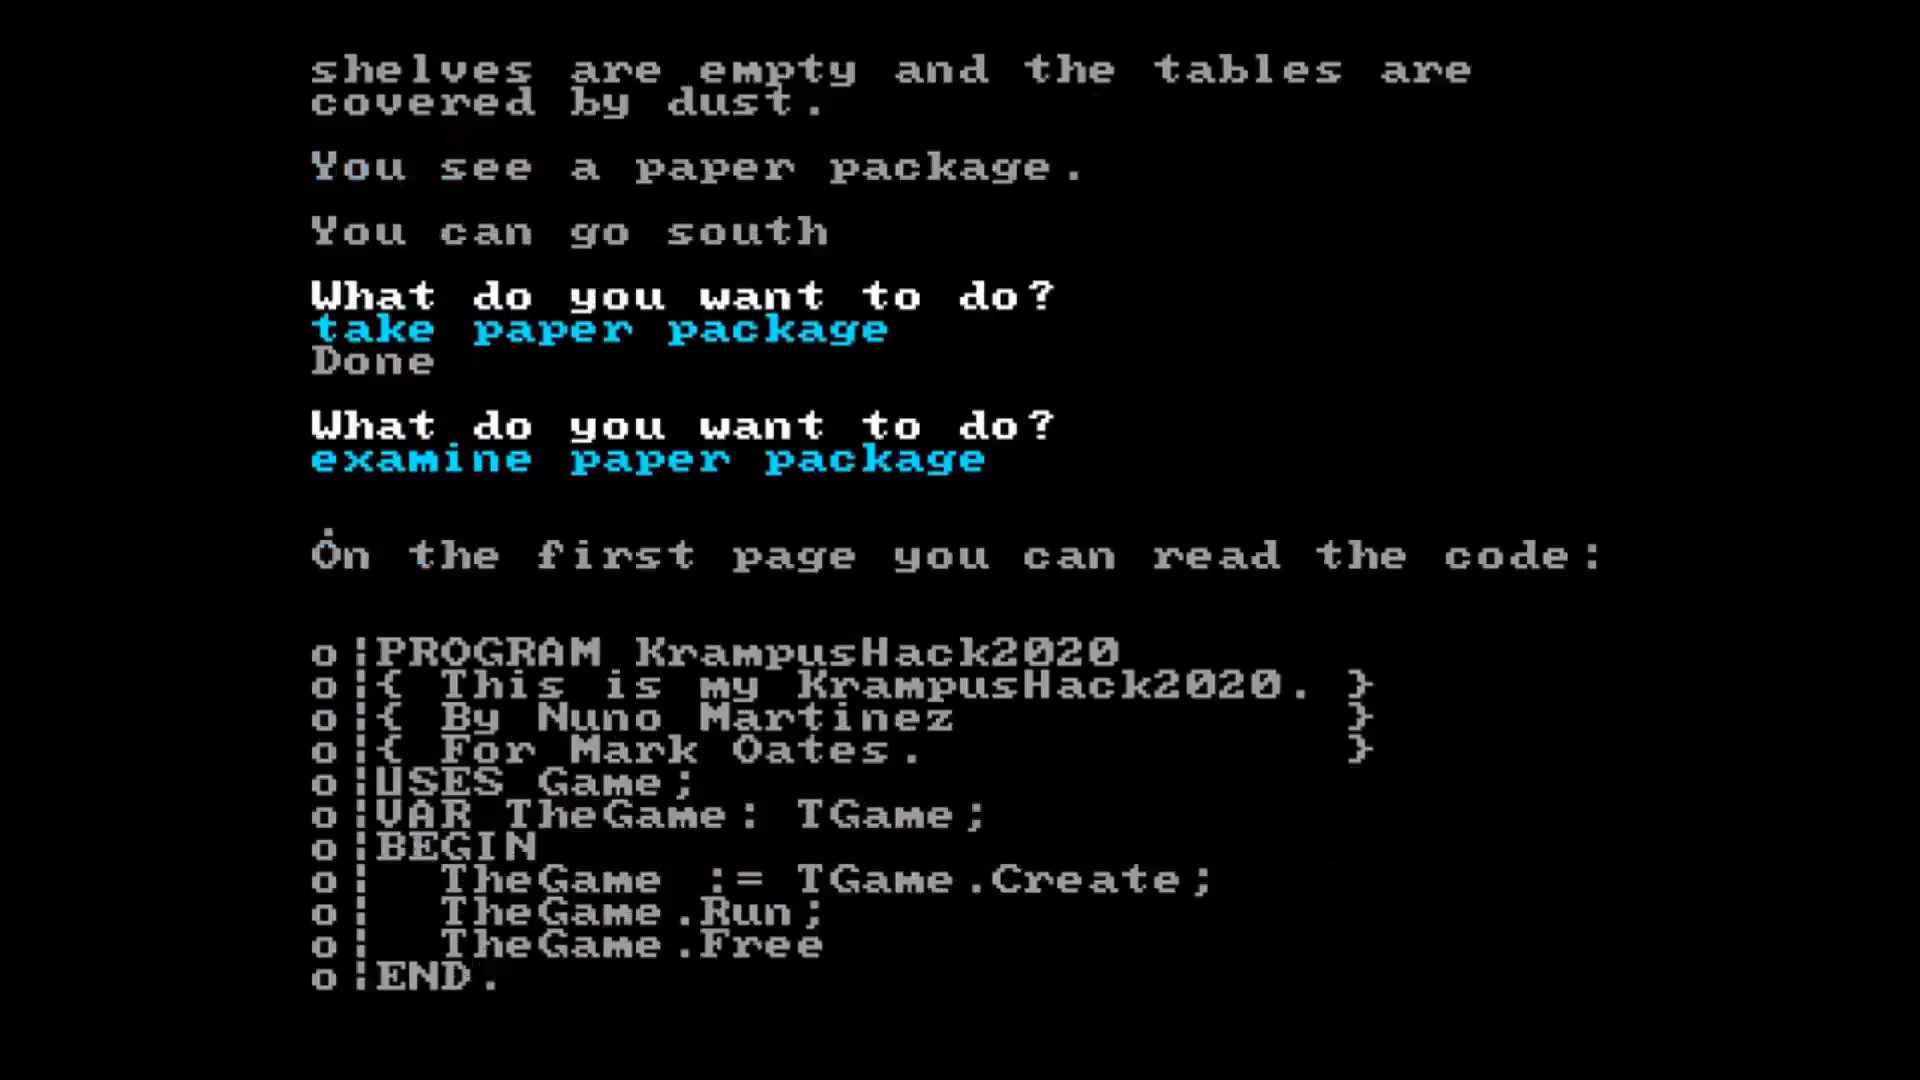 shelves are empty and the tables are
covered by dust.
You see a paper package.
You can go south
What do you want to do?
take paper package
Done
What do you want to do?
examine paper package
On the first page you can read the code:
o¦PROGRAM KrampusHack2020
o¦{ This is my KrampusHack2020. }
o¦{ By Nuno Martinez            }
o¦{ For Mark Oates.             }
o¦USES Game;
o¦VAR TheGame: TGame;
o¦BEGIN
o¦  TheGame := TGame.Create;
o¦  TheGame.Run;
o¦  TheGame.Free
o¦END.